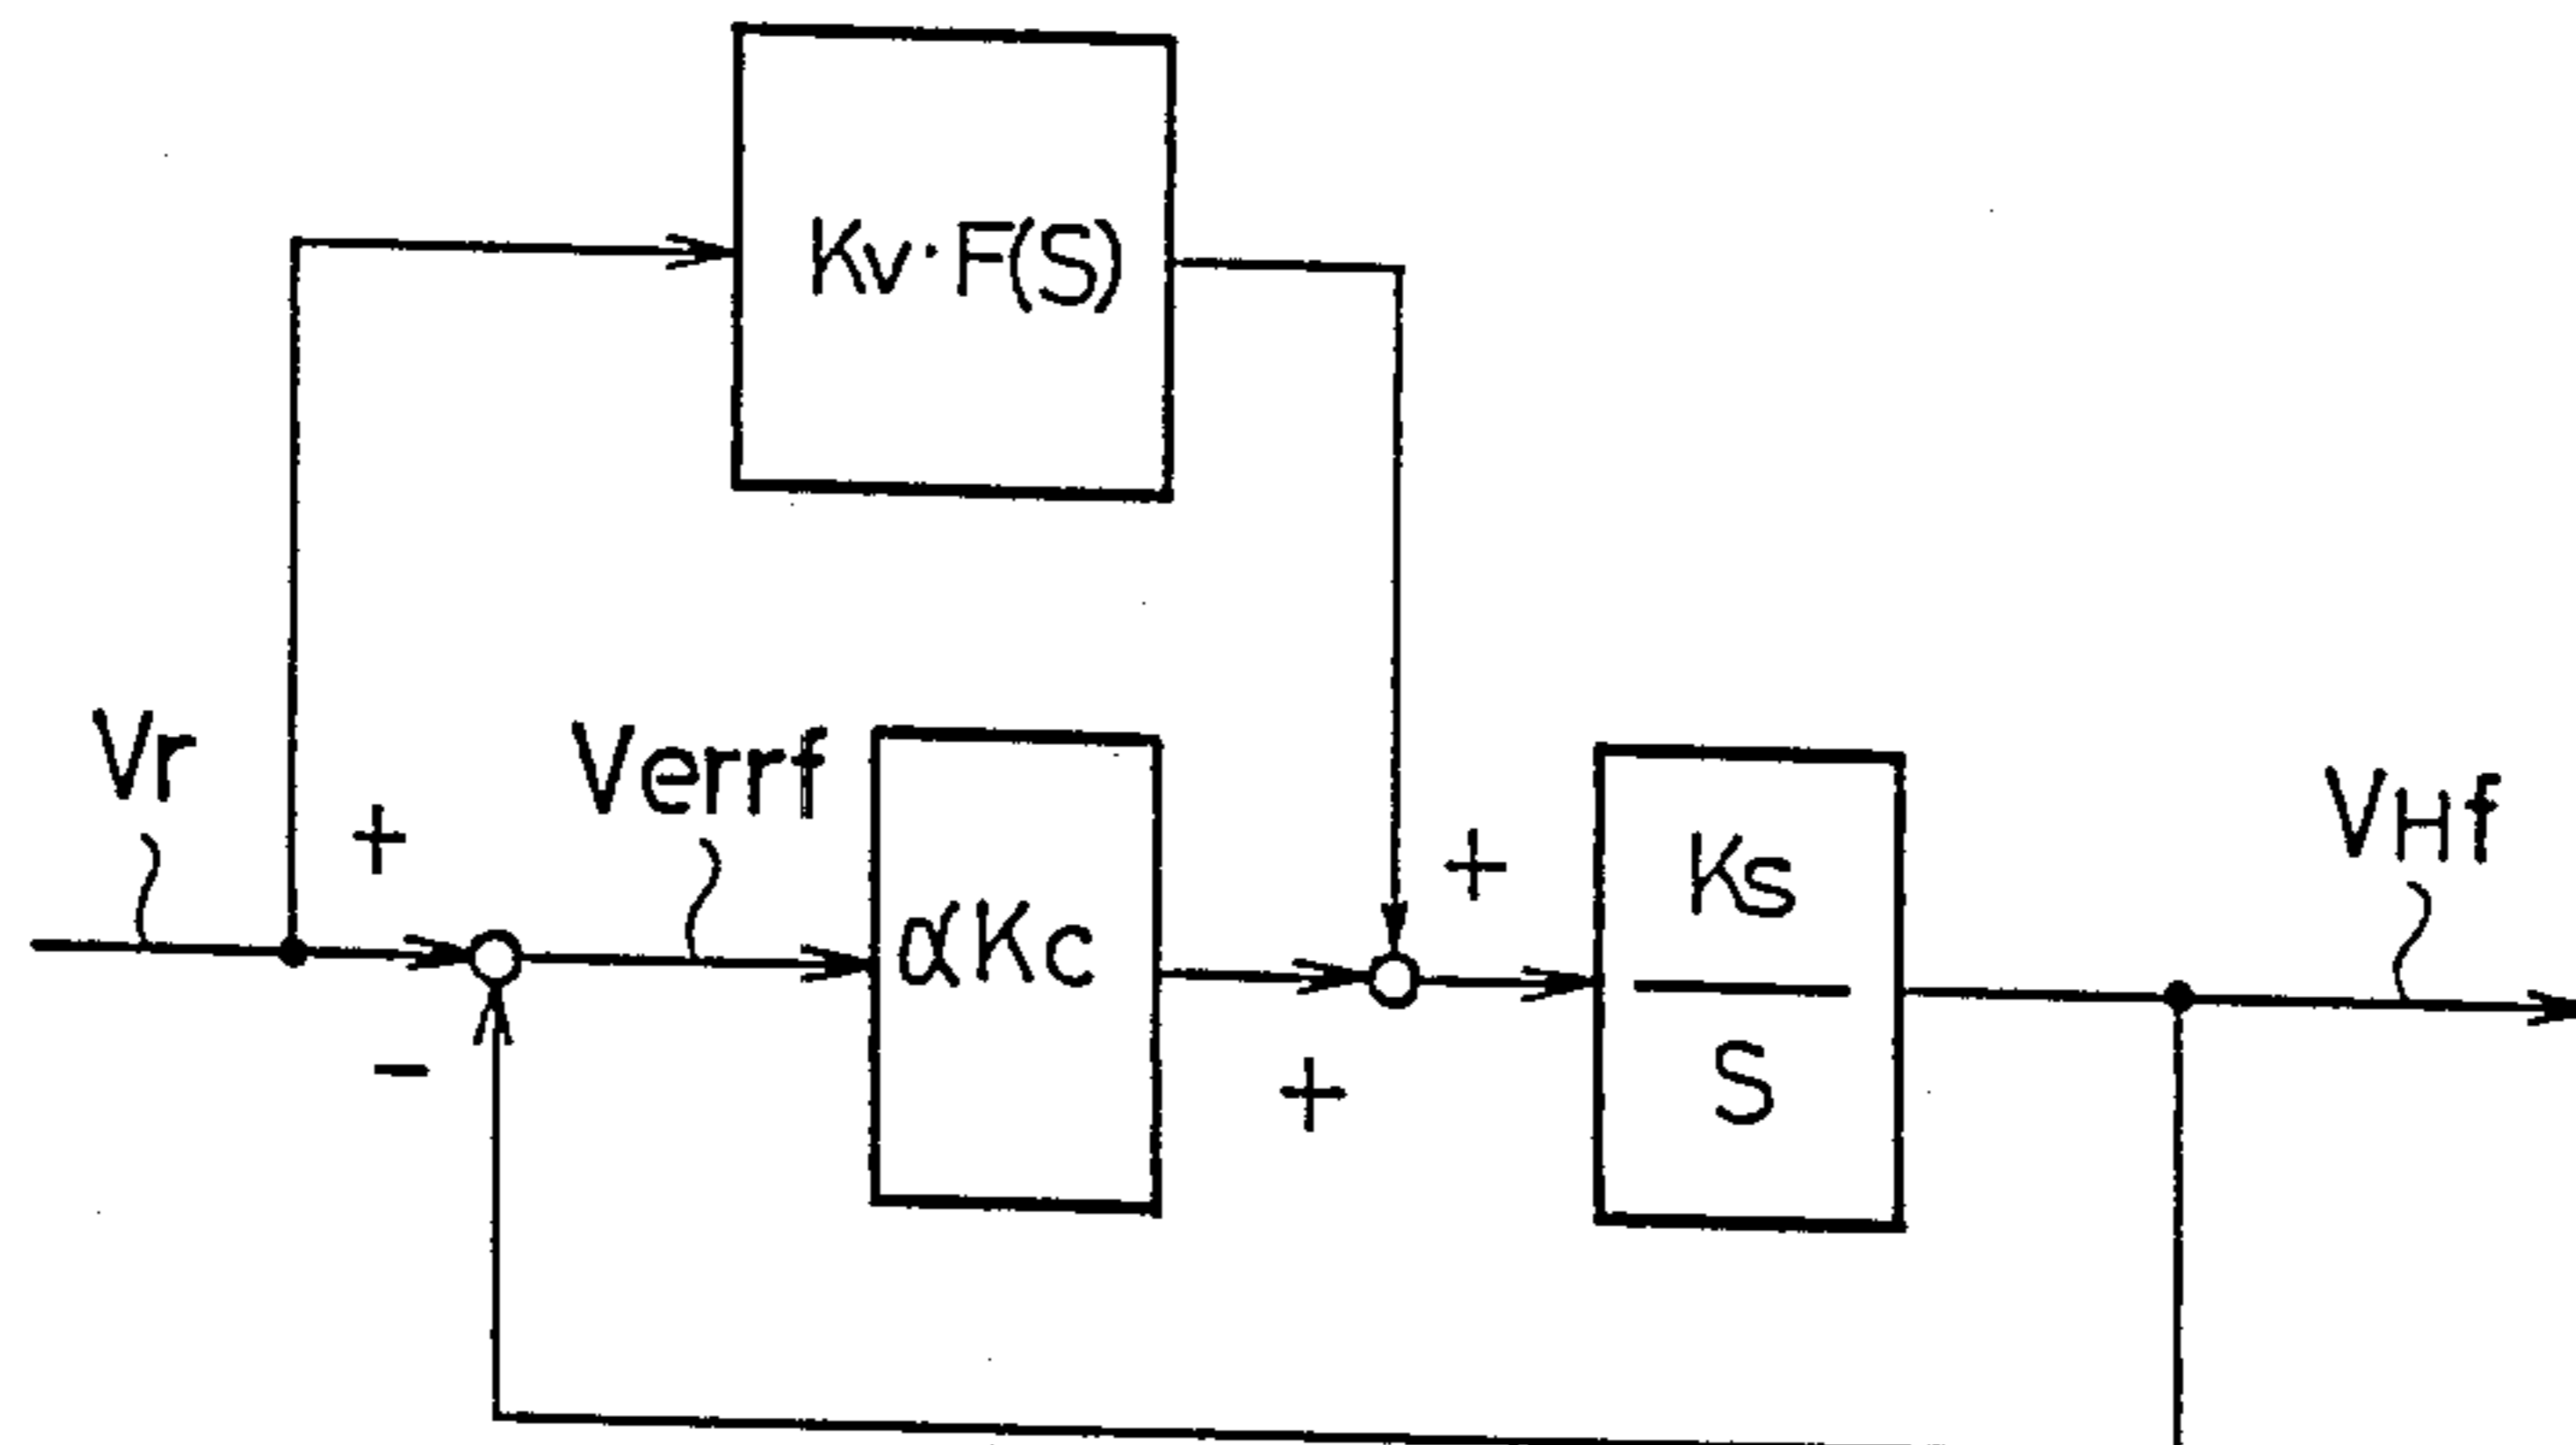 Kv·F(S)
Vr
+
Verrf
αKc
+
Ks
S
VHf
−
+